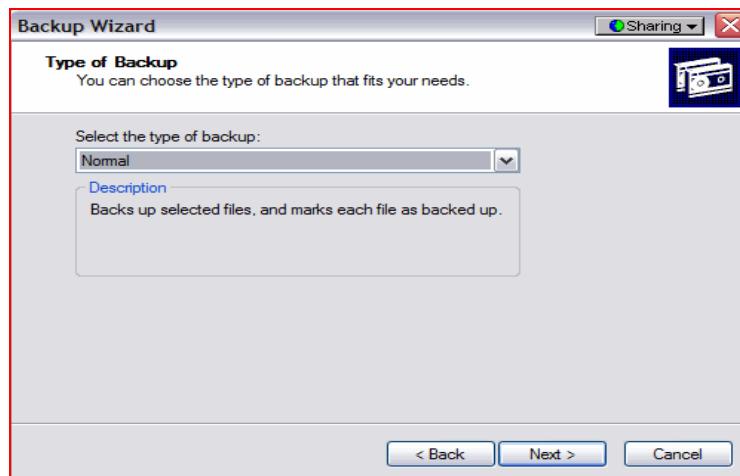 Backup Wizard
Sharing
Type of Backup
You can choose the type of backup that fits your needs.
Select the type of backup:
Normal
Description
Backs up selected files, and marks each file as backed up.
< Back
Next >
Cancel